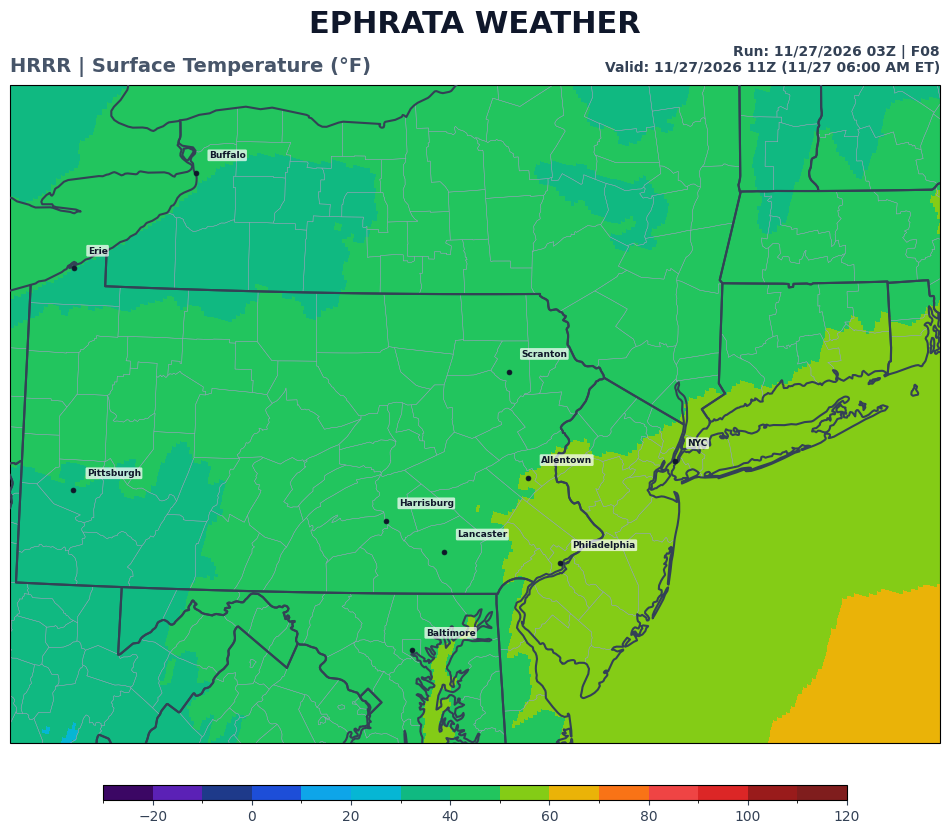 EPHRATA WEATHER
HRRR | Surface Temperature (°F)
Run: 11/27/2026 03Z | F08
Valid: 11/27/2026 11Z (11/27 06:00 AM ET)
Buffalo
Erie
Scranton
NYC
Allentown
Pittsburgh
Harrisburg
Lancaster
Philadelphia
Baltimore
−20 0 20 40 60 80 100 120